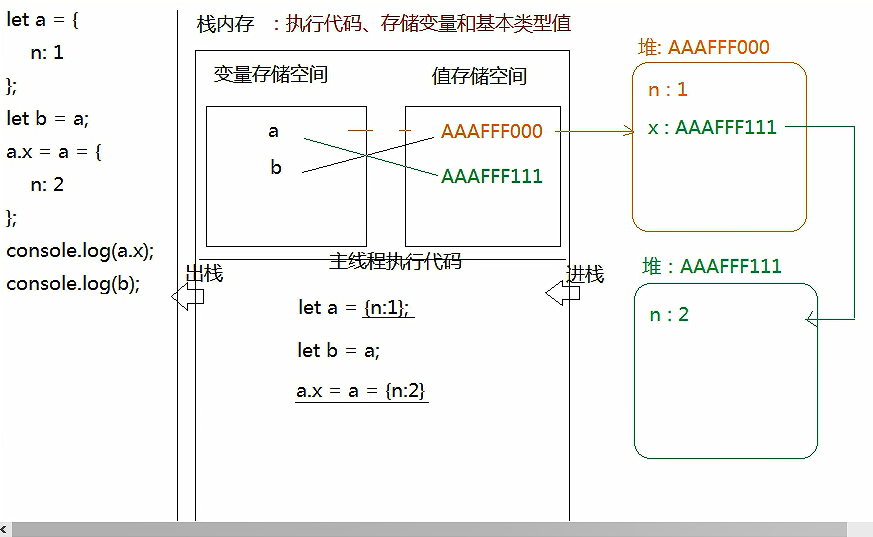 let a = {
n: 1
};
let b = a;
a.x = a = {
n: 2
};
console.log(a.x);
console.log(b);
栈内存 ：执行代码、存储变量和基本类型值
变量存储空间
值存储空间
a
b
AAAFFF000
AAAFFF111
主线程执行代码
出栈
进栈
let a = {n:1};
let b = a;
a.x = a = {n:2}
堆: AAAFFF000
n : 1
x : AAAFFF111
堆 : AAAFFF111
n : 2